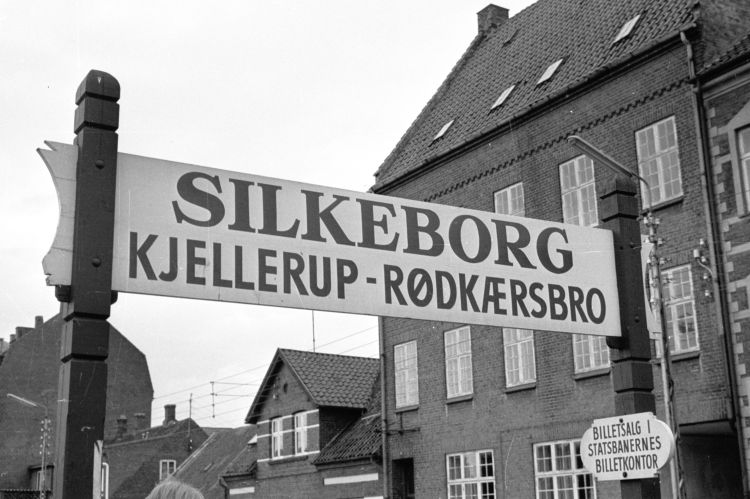 SILKEBORG
KJELLERUP-RØDKÆRSBRO
BILLETSALG I
STATSBANERNES
BILLETKONTOR